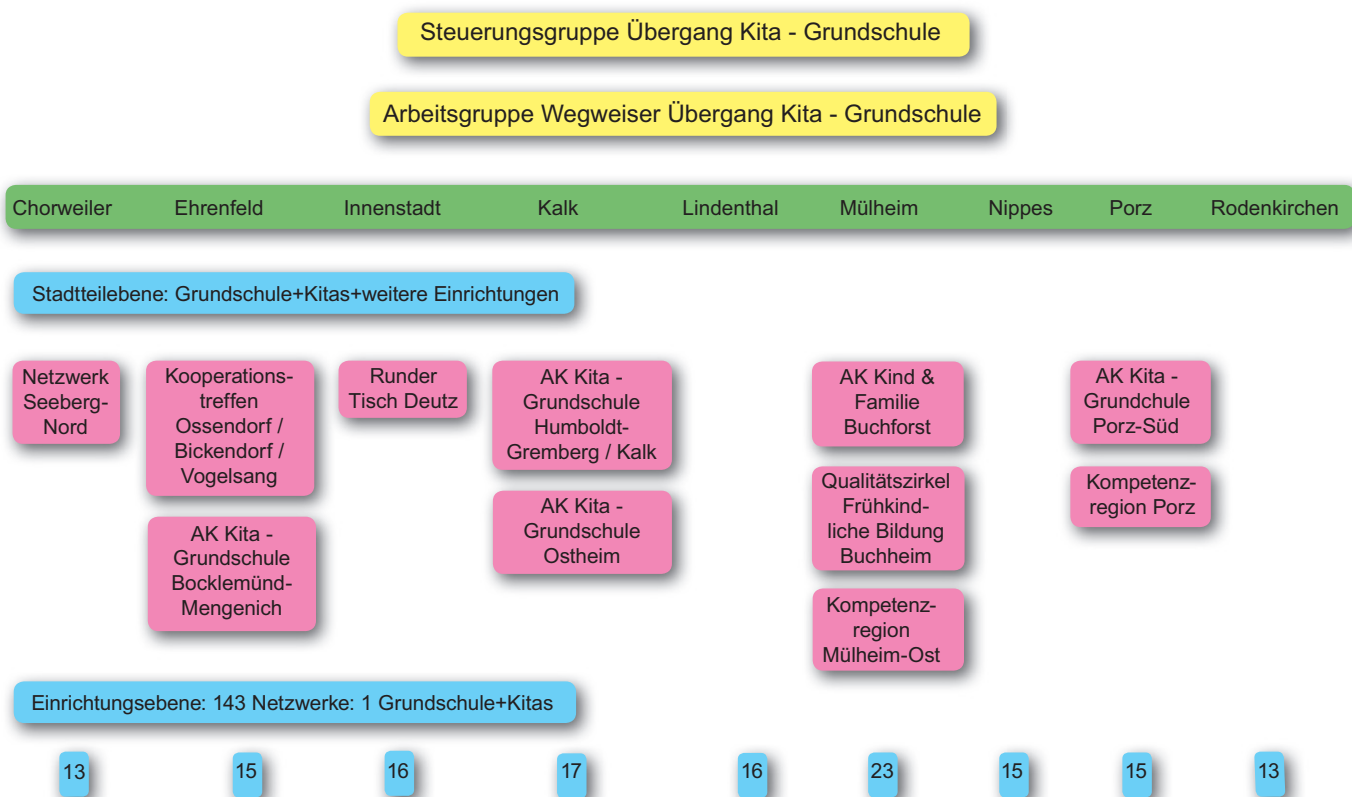 Steuerungsgruppe Übergang Kita - Grundschule
Arbeitsgruppe Wegweiser Übergang Kita - Grundschule
Chorweiler Ehrenfeld Innenstadt Kalk Lindenthal Mülheim Nippes Porz Rodenkirchen
Stadtteilebene: Grundschule+Kitas+weitere Einrichtungen
Netzwerk
Seeberg-
Nord
Kooperations-
treffen
Ossendorf /
Bickendorf /
Vogelsang
AK Kita -
Grundschule
Bocklemünd-
Mengenich
Runder
Tisch Deutz
AK Kita -
Grundschule
Humboldt-
Gremberg / Kalk
AK Kita -
Grundschule
Ostheim
AK Kind &
Familie
Buchforst
Qualitätszirkel
Frühkind-
liche Bildung
Buchheim
Kompetenz-
region
Mülheim-Ost
AK Kita -
Grundchule
Porz-Süd
Kompetenz-
region Porz
Einrichtungsebene: 143 Netzwerke: 1 Grundschule+Kitas
13 15 16 17 16 23 15 15 13